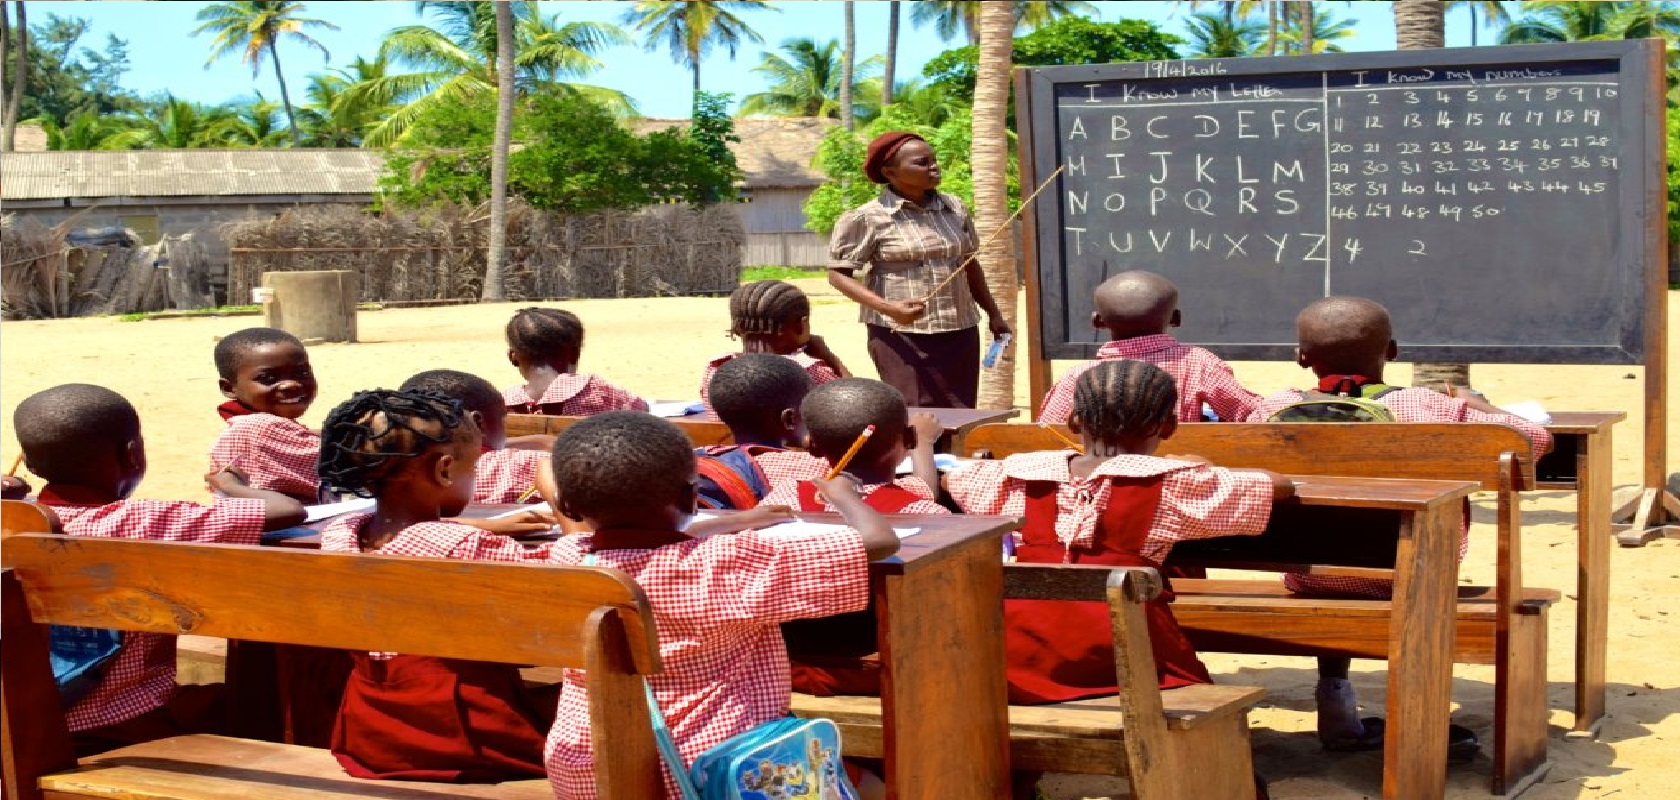 19/4/2016
I Know my Letter
A B C D E F G
H I J K L M
N O P Q R S
T U V W X Y Z
I know my numbers
1 2 3 4 5 6 7 8 9 10
11 12 13 14 15 16 17 18 19
20 21 22 23 24 25 26 27 28
29 30 31 32 33 34 35 36 37
38 39 40 41 42 43 44 45
46 47 48 49 50
4 2